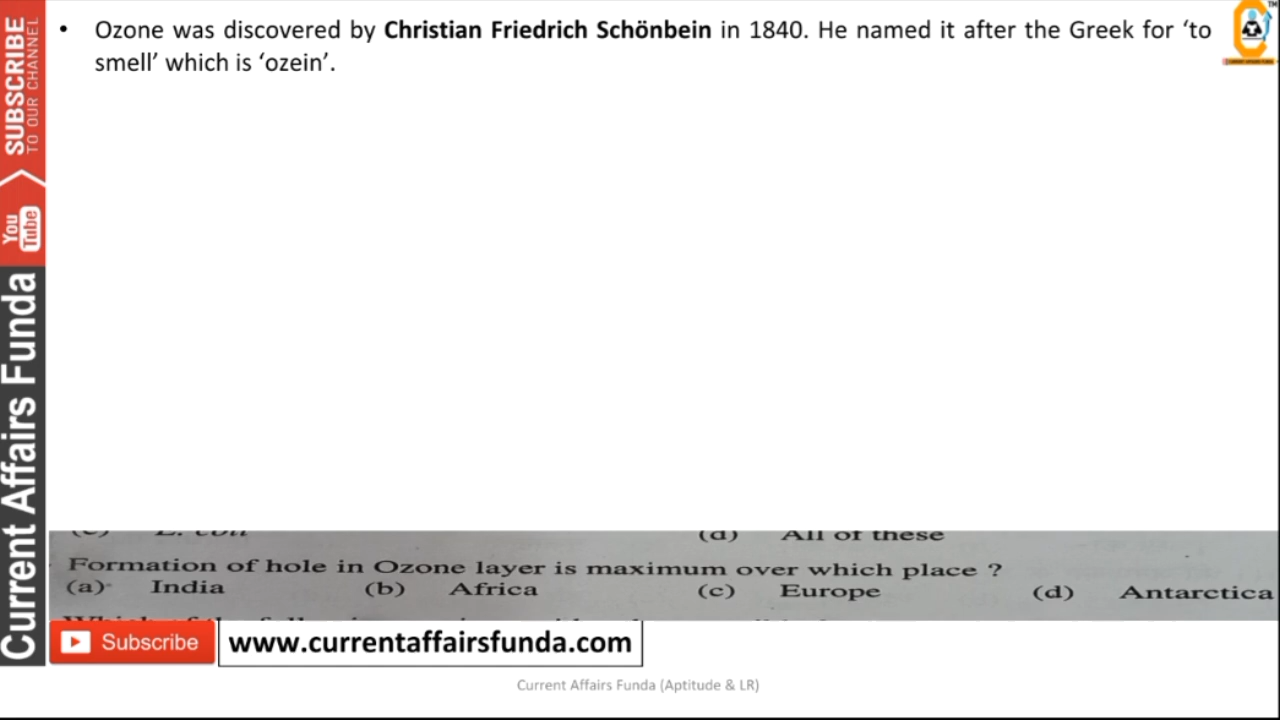 • Ozone was discovered by Christian Friedrich Schönbein in 1840. He named it after the Greek for ‘to
smell’ which is ‘ozein’.
SUBSCRIBE
TO OUR CHANNEL
You
Tube
Current Affairs Funda
TM
(d) All of these
Formation of hole in Ozone layer is maximum over which place ?
(a) India (b) Africa (c) Europe (d) Antarctica
Subscribe
www.currentaffairsfunda.com
Current Affairs Funda (Aptitude & LR)